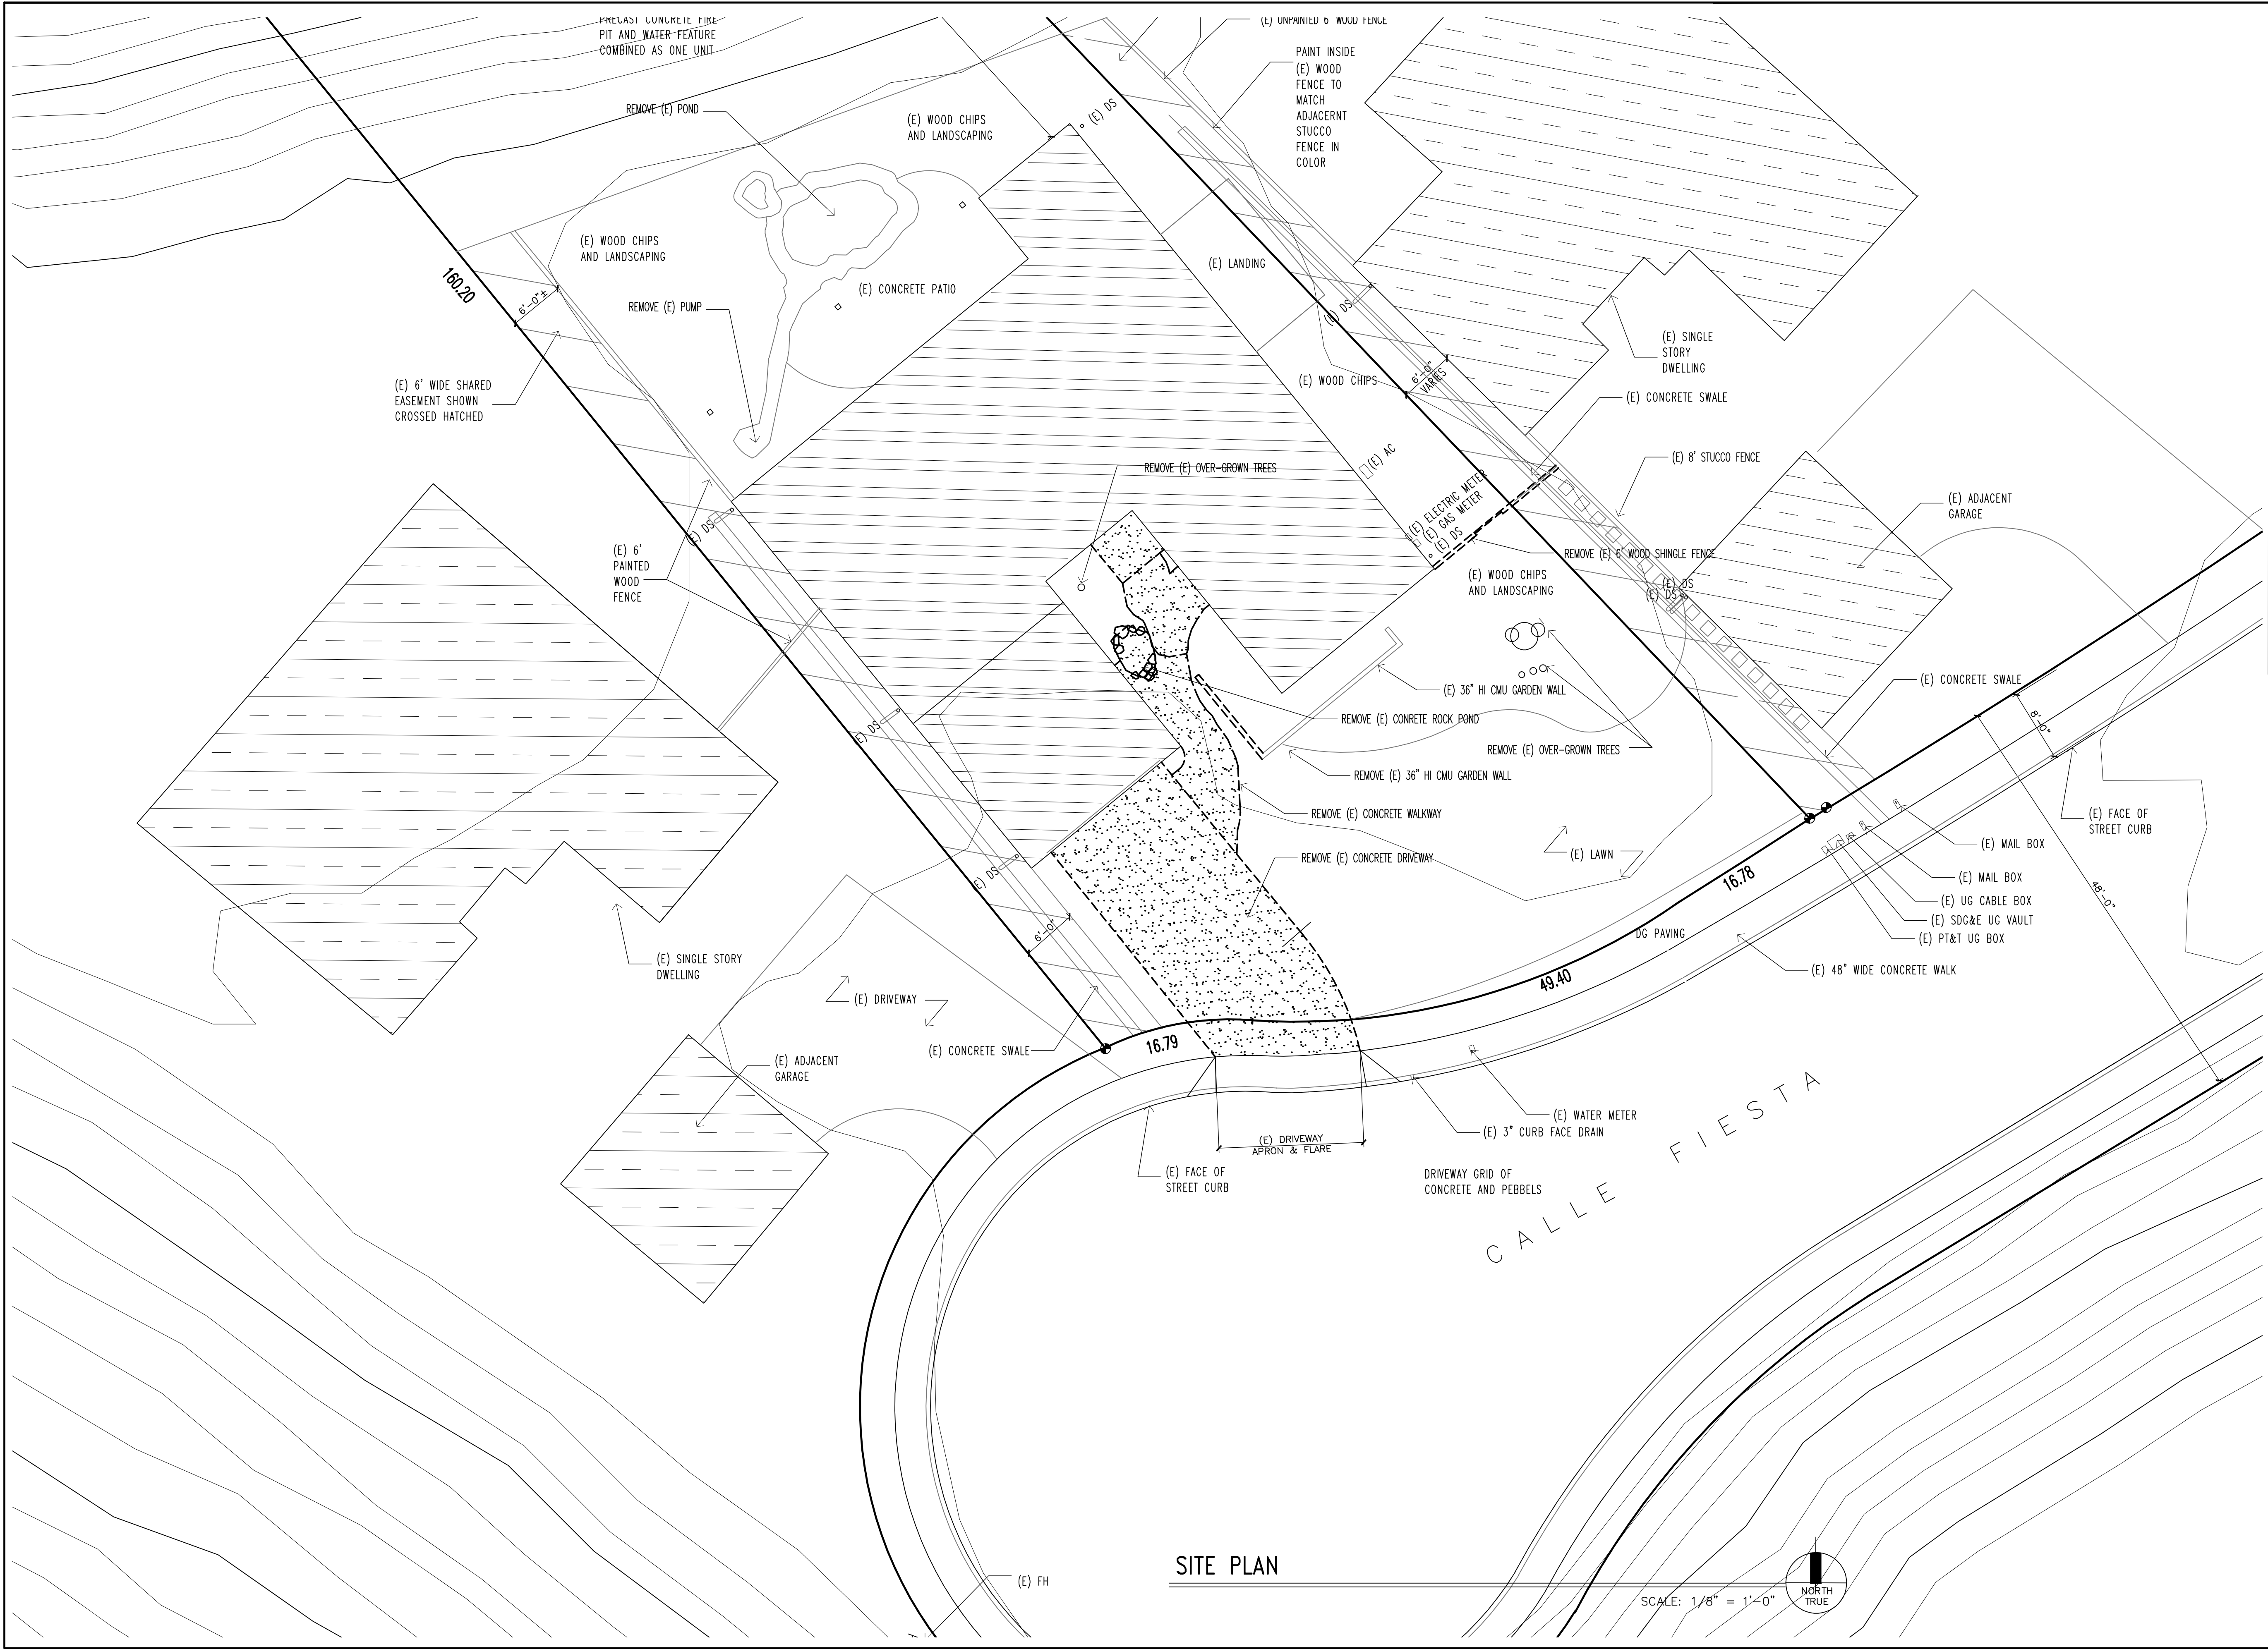 PRECAST CONCRETE FIRE
PIT AND WATER FEATURE
COMBINED AS ONE UNIT
(E) UNPAINTED 6' WOOD FENCE
PAINT INSIDE
(E) WOOD
FENCE TO
MATCH
ADJACERNT
STUCCO
FENCE IN
COLOR
REMOVE (E) POND
(E) WOOD CHIPS
AND LANDSCAPING
(E) DS
(E) WOOD CHIPS
AND LANDSCAPING
160.20
6'-0"±
REMOVE (E) PUMP
(E) CONCRETE PATIO
(E) LANDING
(E) DS
(E) SINGLE
STORY
DWELLING
(E) 6' WIDE SHARED
EASEMENT SHOWN
CROSSED HATCHED
(E) WOOD CHIPS
6'-0"
VARIES
(E) CONCRETE SWALE
REMOVE (E) OVER-GROWN TREES
(E) AC
(E) 8' STUCCO FENCE
(E) ELECTRIC METER
(E) GAS METER
(E) DS
(E) ADJACENT
GARAGE
(E) DS
(E) 6'
PAINTED
WOOD
FENCE
REMOVE (E) 6' WOOD SHINGLE FENCE
(E) WOOD CHIPS
AND LANDSCAPING
(E) DS
(E) DS
(E) 36" HI CMU GARDEN WALL
(E) CONCRETE SWALE
REMOVE (E) CONRETE ROCK POND
(E) DS
8'-0"
REMOVE (E) OVER-GROWN TREES
REMOVE (E) 36" HI CMU GARDEN WALL
REMOVE (E) CONCRETE WALKWAY
(E) FACE OF
STREET CURB
REMOVE (E) CONCRETE DRIVEWAY
(E) LAWN
(E) MAIL BOX
(E) MAIL BOX
(E) UG CABLE BOX
(E) SDG&E UG VAULT
(E) PT&T UG BOX
48'-0"
(E) DS
16.78
6'-0"
DG PAVING
(E) 48" WIDE CONCRETE WALK
(E) SINGLE STORY
DWELLING
49.40
(E) DRIVEWAY
(E) CONCRETE SWALE
16.79
(E) ADJACENT
GARAGE
(E) WATER METER
(E) 3" CURB FACE DRAIN
(E) DRIVEWAY
APRON & FLARE
(E) FACE OF
STREET CURB
DRIVEWAY GRID OF
CONCRETE AND PEBBELS
CALLE FIESTA
SITE PLAN
(E) FH
SCALE: 1/8" = 1'-0"
NORTH
TRUE